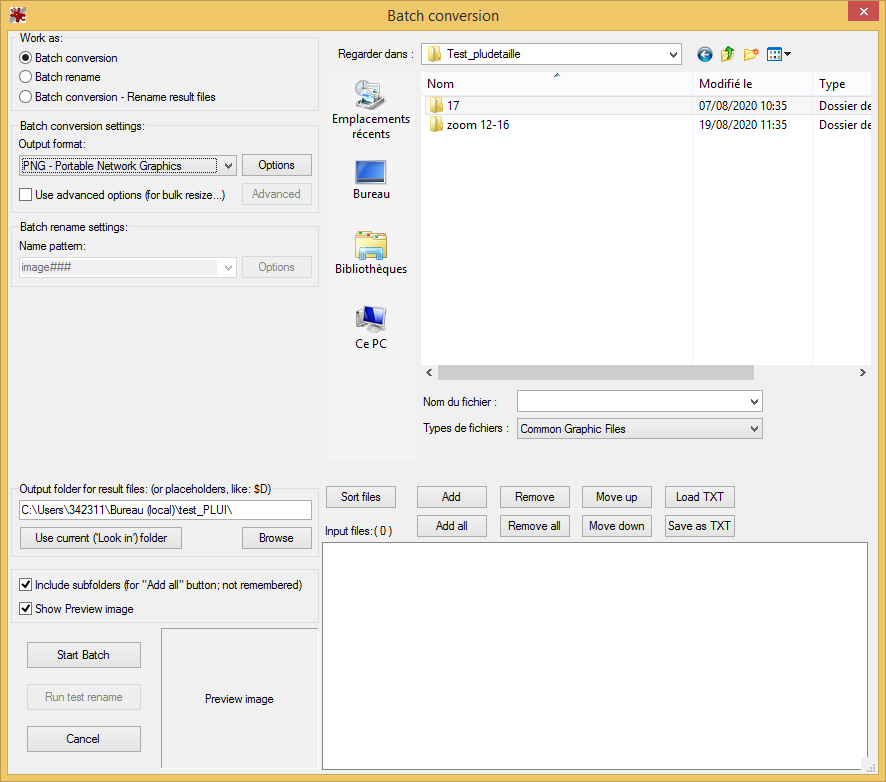 Batch conversion
Work as:
Batch conversion
Batch rename
Batch conversion - Rename result files
Batch conversion settings:
Output format:
PNG - Portable Network Graphics
Options
Use advanced options (for bulk resize...)
Advanced
Batch rename settings:
Name pattern:
image###
Options
Regarder dans :
Test_pludetaille
Emplacements
récents
Bureau
Bibliothèques
Ce PC
Nom
Modifié le
Type
17
07/08/2020 10:35
Dossier de
zoom 12-16
19/08/2020 11:35
Dossier de
Nom du fichier :
Types de fichiers :
Common Graphic Files
Output folder for result files: (or placeholders, like: $D)
C:\Users\342311\Bureau (local)\test_PLUI\
Use current ('Look in') folder
Browse
Sort files
Add
Remove
Move up
Load TXT
Input files: ( 0 )
Add all
Remove all
Move down
Save as TXT
Include subfolders (for "Add all" button; not remembered)
Show Preview image
Start Batch
Run test rename
Cancel
Preview image